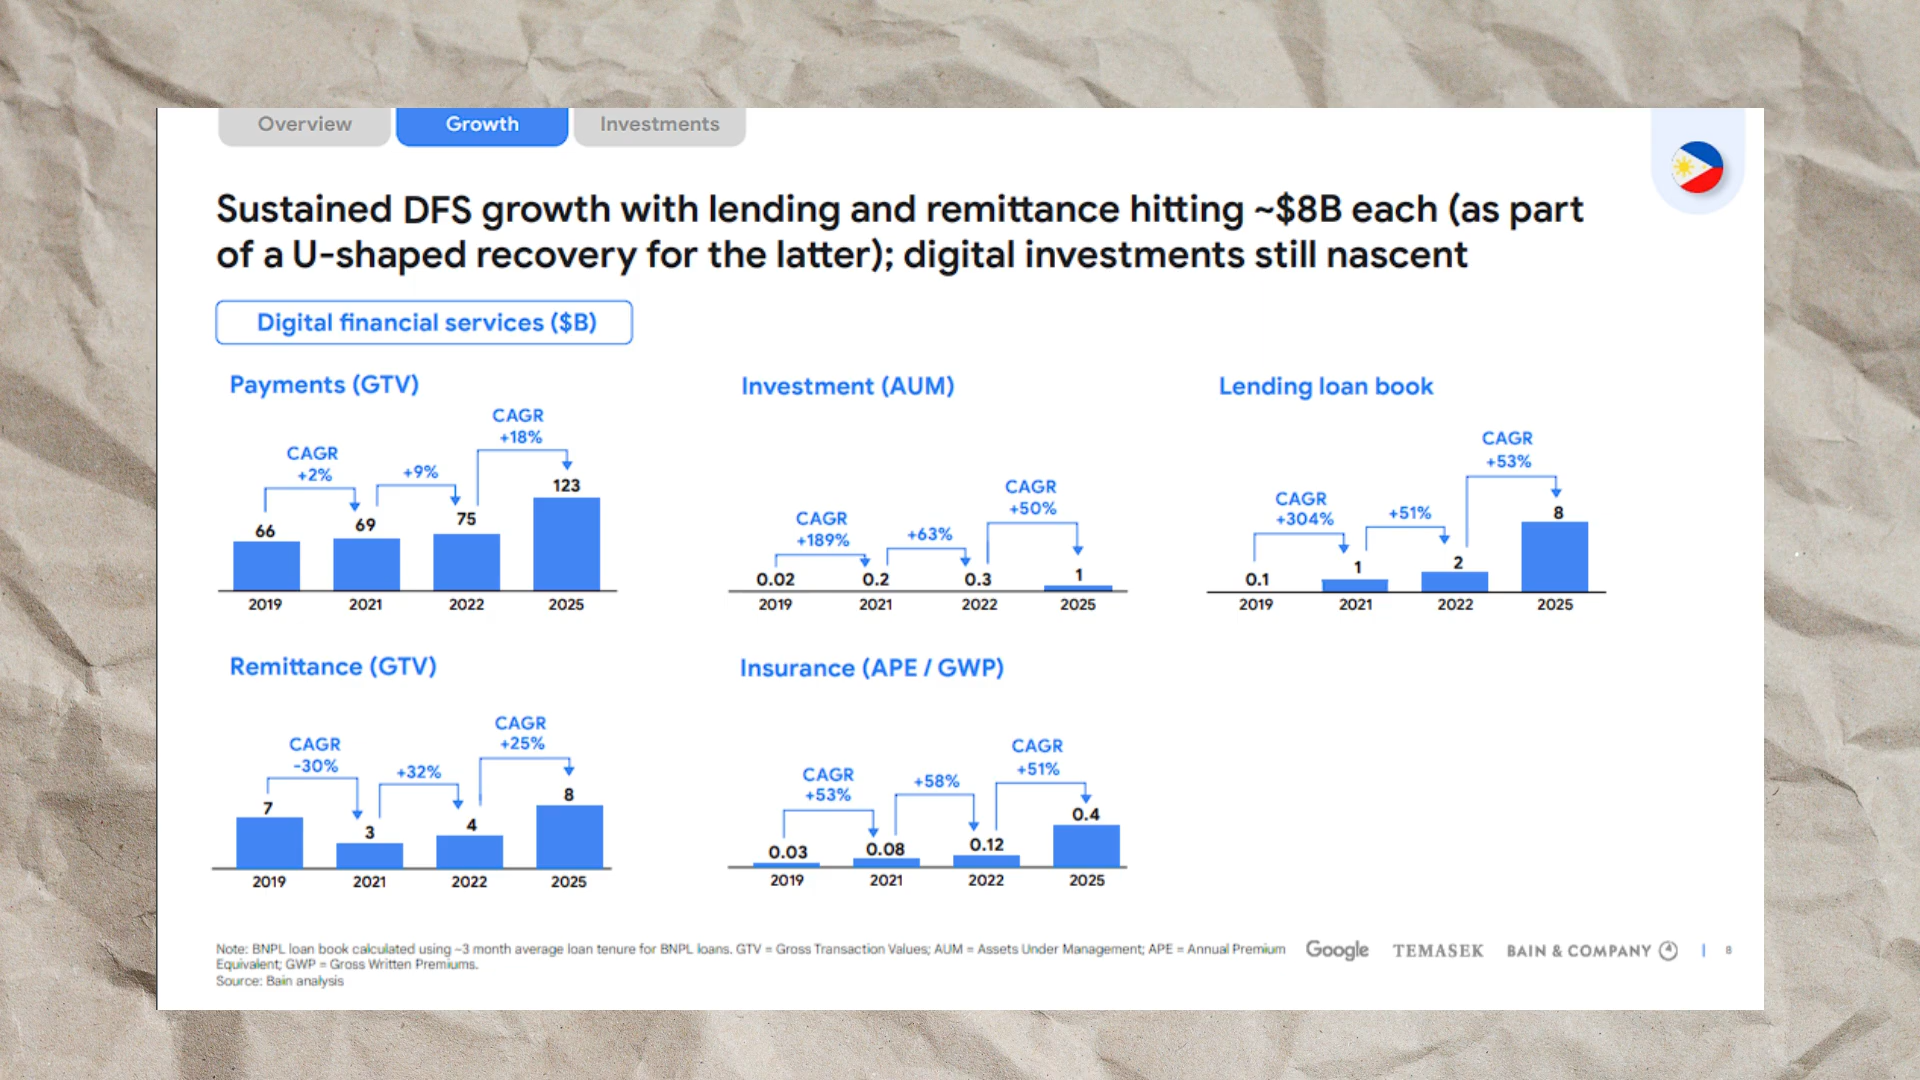 Overview
Growth
Investments
Sustained DFS growth with lending and remittance hitting ~$8B each (as part
of a U-shaped recovery for the latter); digital investments still nascent
Digital financial services ($B)
Payments (GTV)
CAGR
+18%
CAGR
+2%
+9%
66
69
75
123
2019
2021
2022
2025
Investment (AUM)
CAGR
+50%
CAGR
+189%
+63%
0.02
0.2
0.3
1
2019
2021
2022
2025
Lending loan book
CAGR
+53%
CAGR
+304%
+51%
0.1
1
2
8
2019
2021
2022
2025
Remittance (GTV)
CAGR
+25%
CAGR
-30%
+32%
7
3
4
8
2019
2021
2022
2025
Insurance (APE / GWP)
CAGR
+51%
CAGR
+53%
+58%
0.03
0.08
0.12
0.4
2019
2021
2022
2025
Note: BNPL loan book calculated using ~3 month average loan tenure for BNPL loans. GTV = Gross Transaction Values; AUM = Assets Under Management; APE = Annual Premium
Equivalent; GWP = Gross Written Premiums.
Source: Bain analysis
Google
TEMASEK
BAIN & COMPANY
8